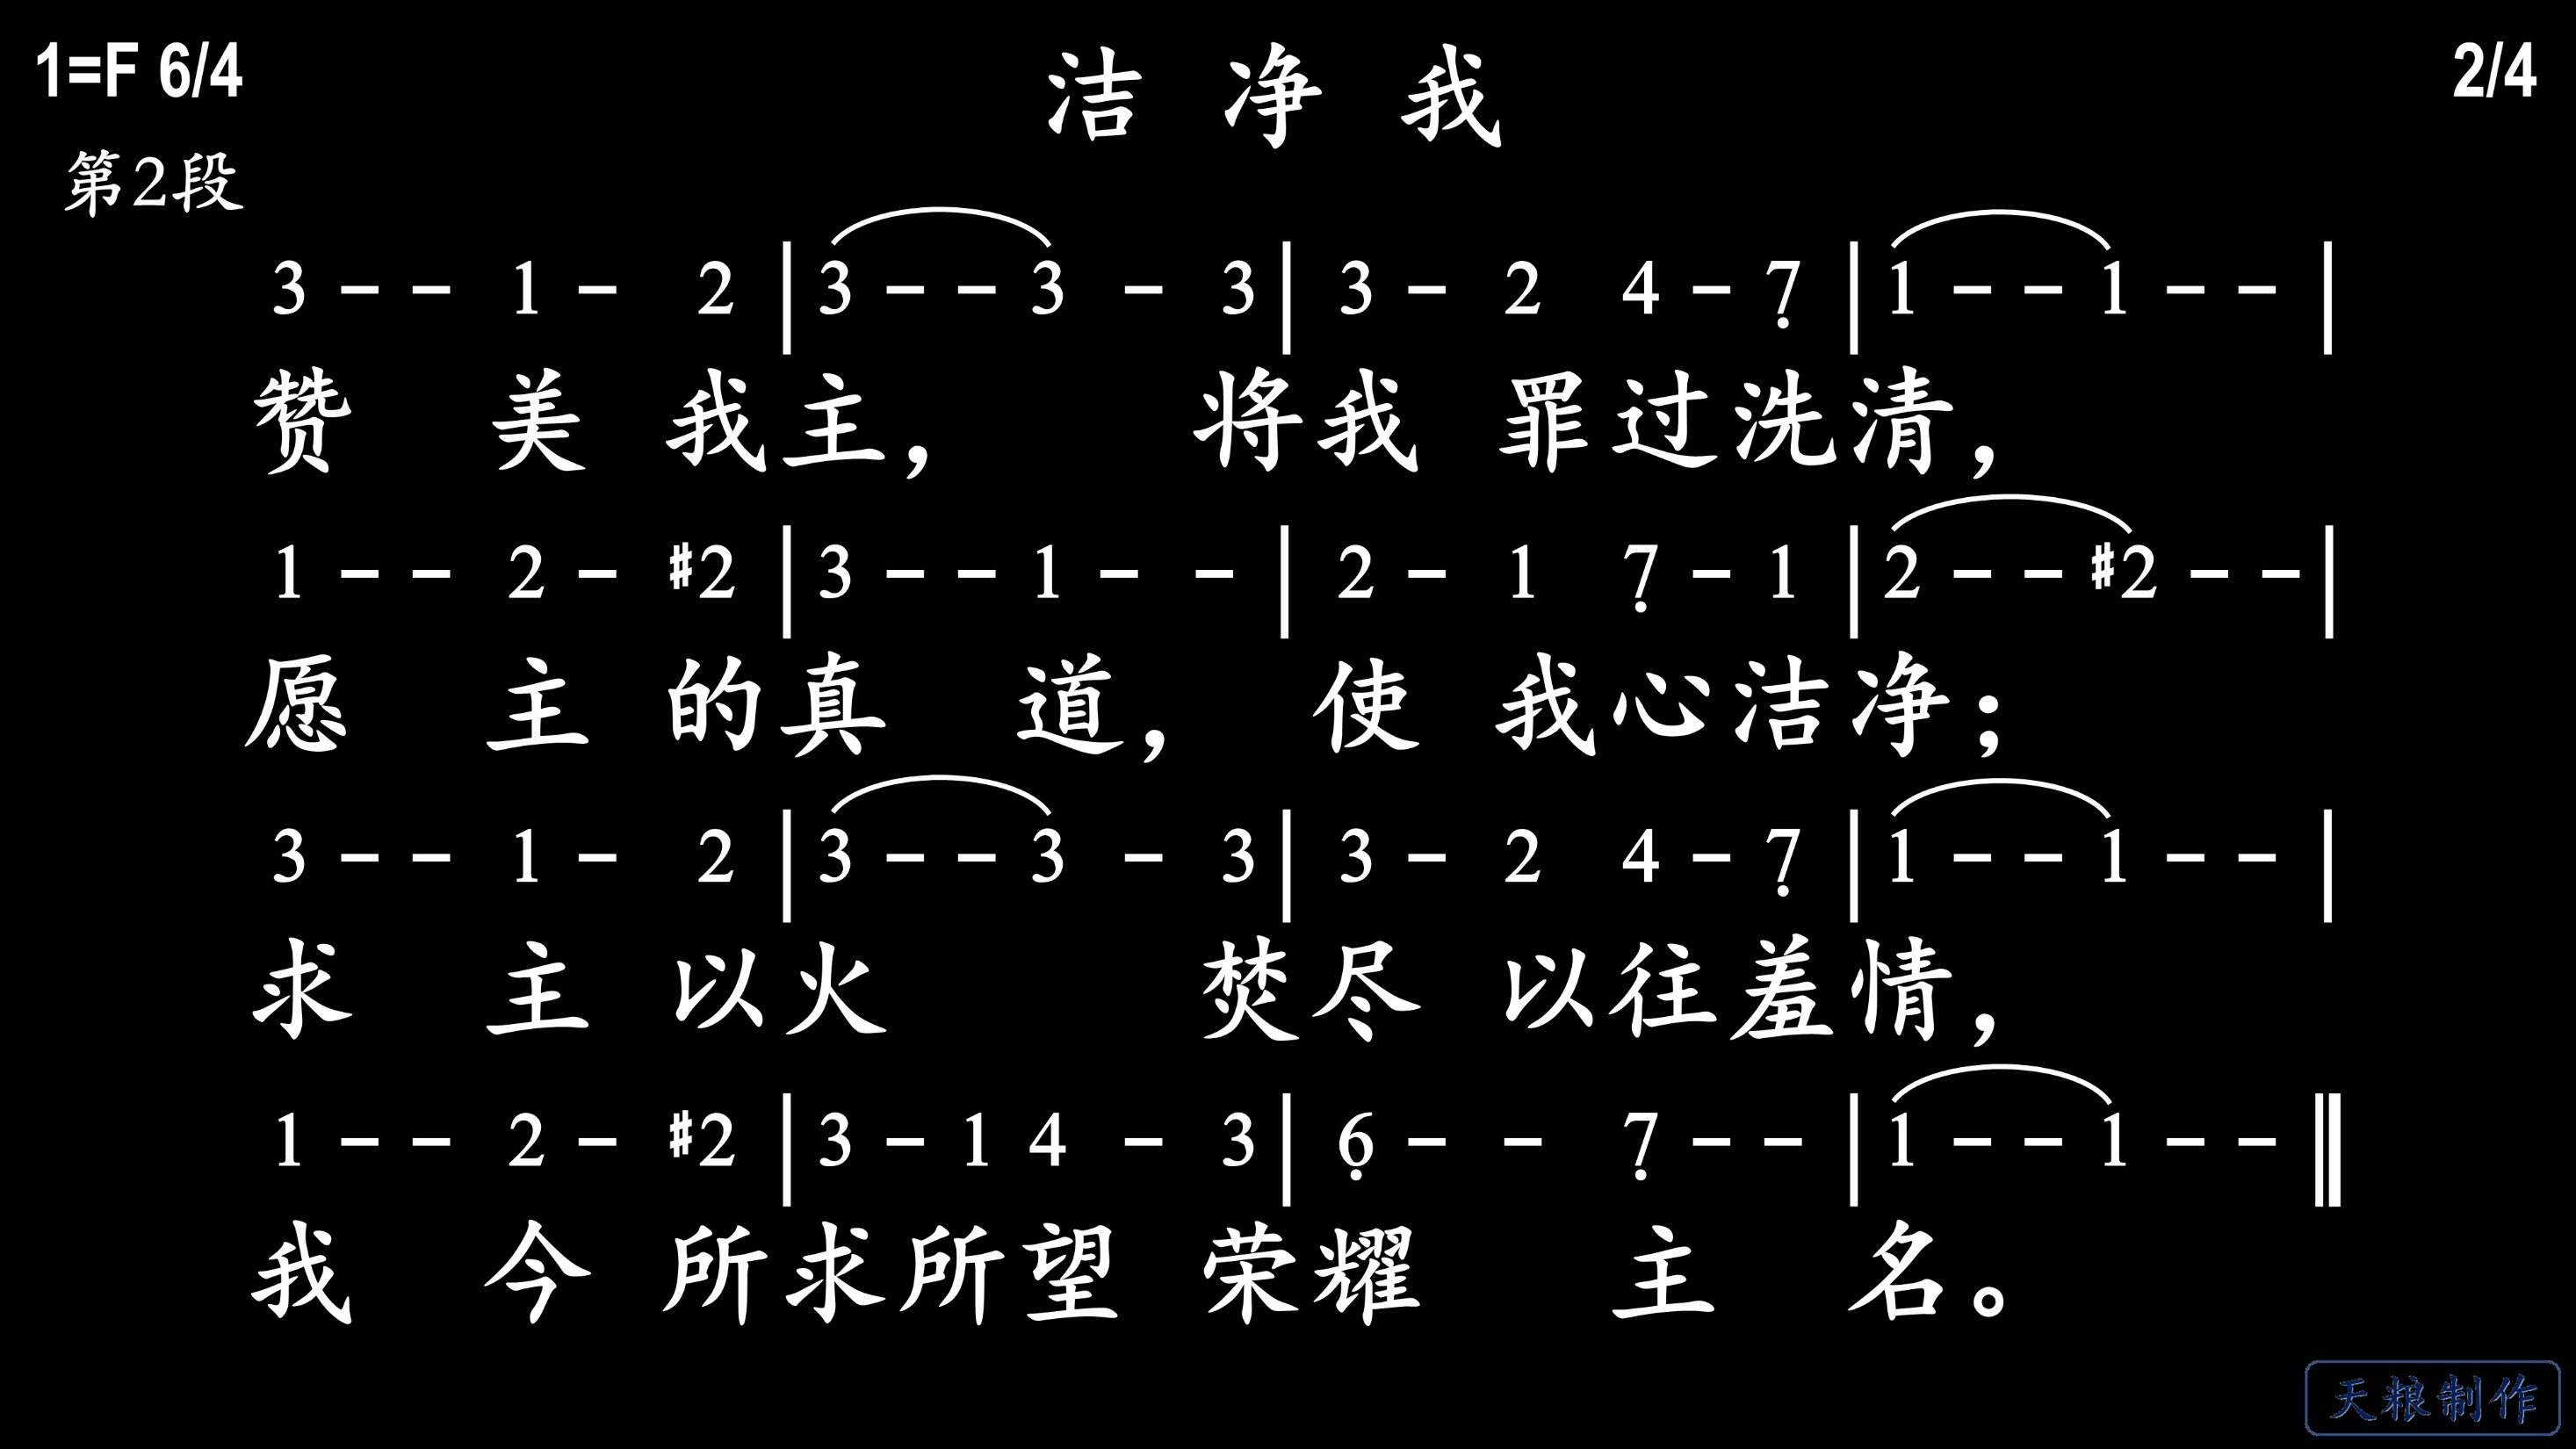 1=F 6/4 洁 净 我 2/4
第2段
3 - - 1 - 2 | 3 - - 3 - 3 | 3 - 2 4 - 7̣ | 1 - - 1 - - |
赞 美 我 主， 将 我 罪 过 洗 清，
1 - - 2 - #2 | 3 - - 1 - - | 2 - 1 7̣ - 1 | 2 - - #2 - - |
愿 主 的 真 道， 使 我 心 洁 净；
3 - - 1 - 2 | 3 - - 3 - 3 | 3 - 2 4 - 7̣ | 1 - - 1 - - |
求 主 以 火 焚 尽 以 往 羞 情，
1 - - 2 - #2 | 3 - 1 4 - 3 | 6̣ - - 7̣ - - | 1 - - 1 - - ‖
我 今 所 求 所 望 荣 耀 主 名。
天粮制作